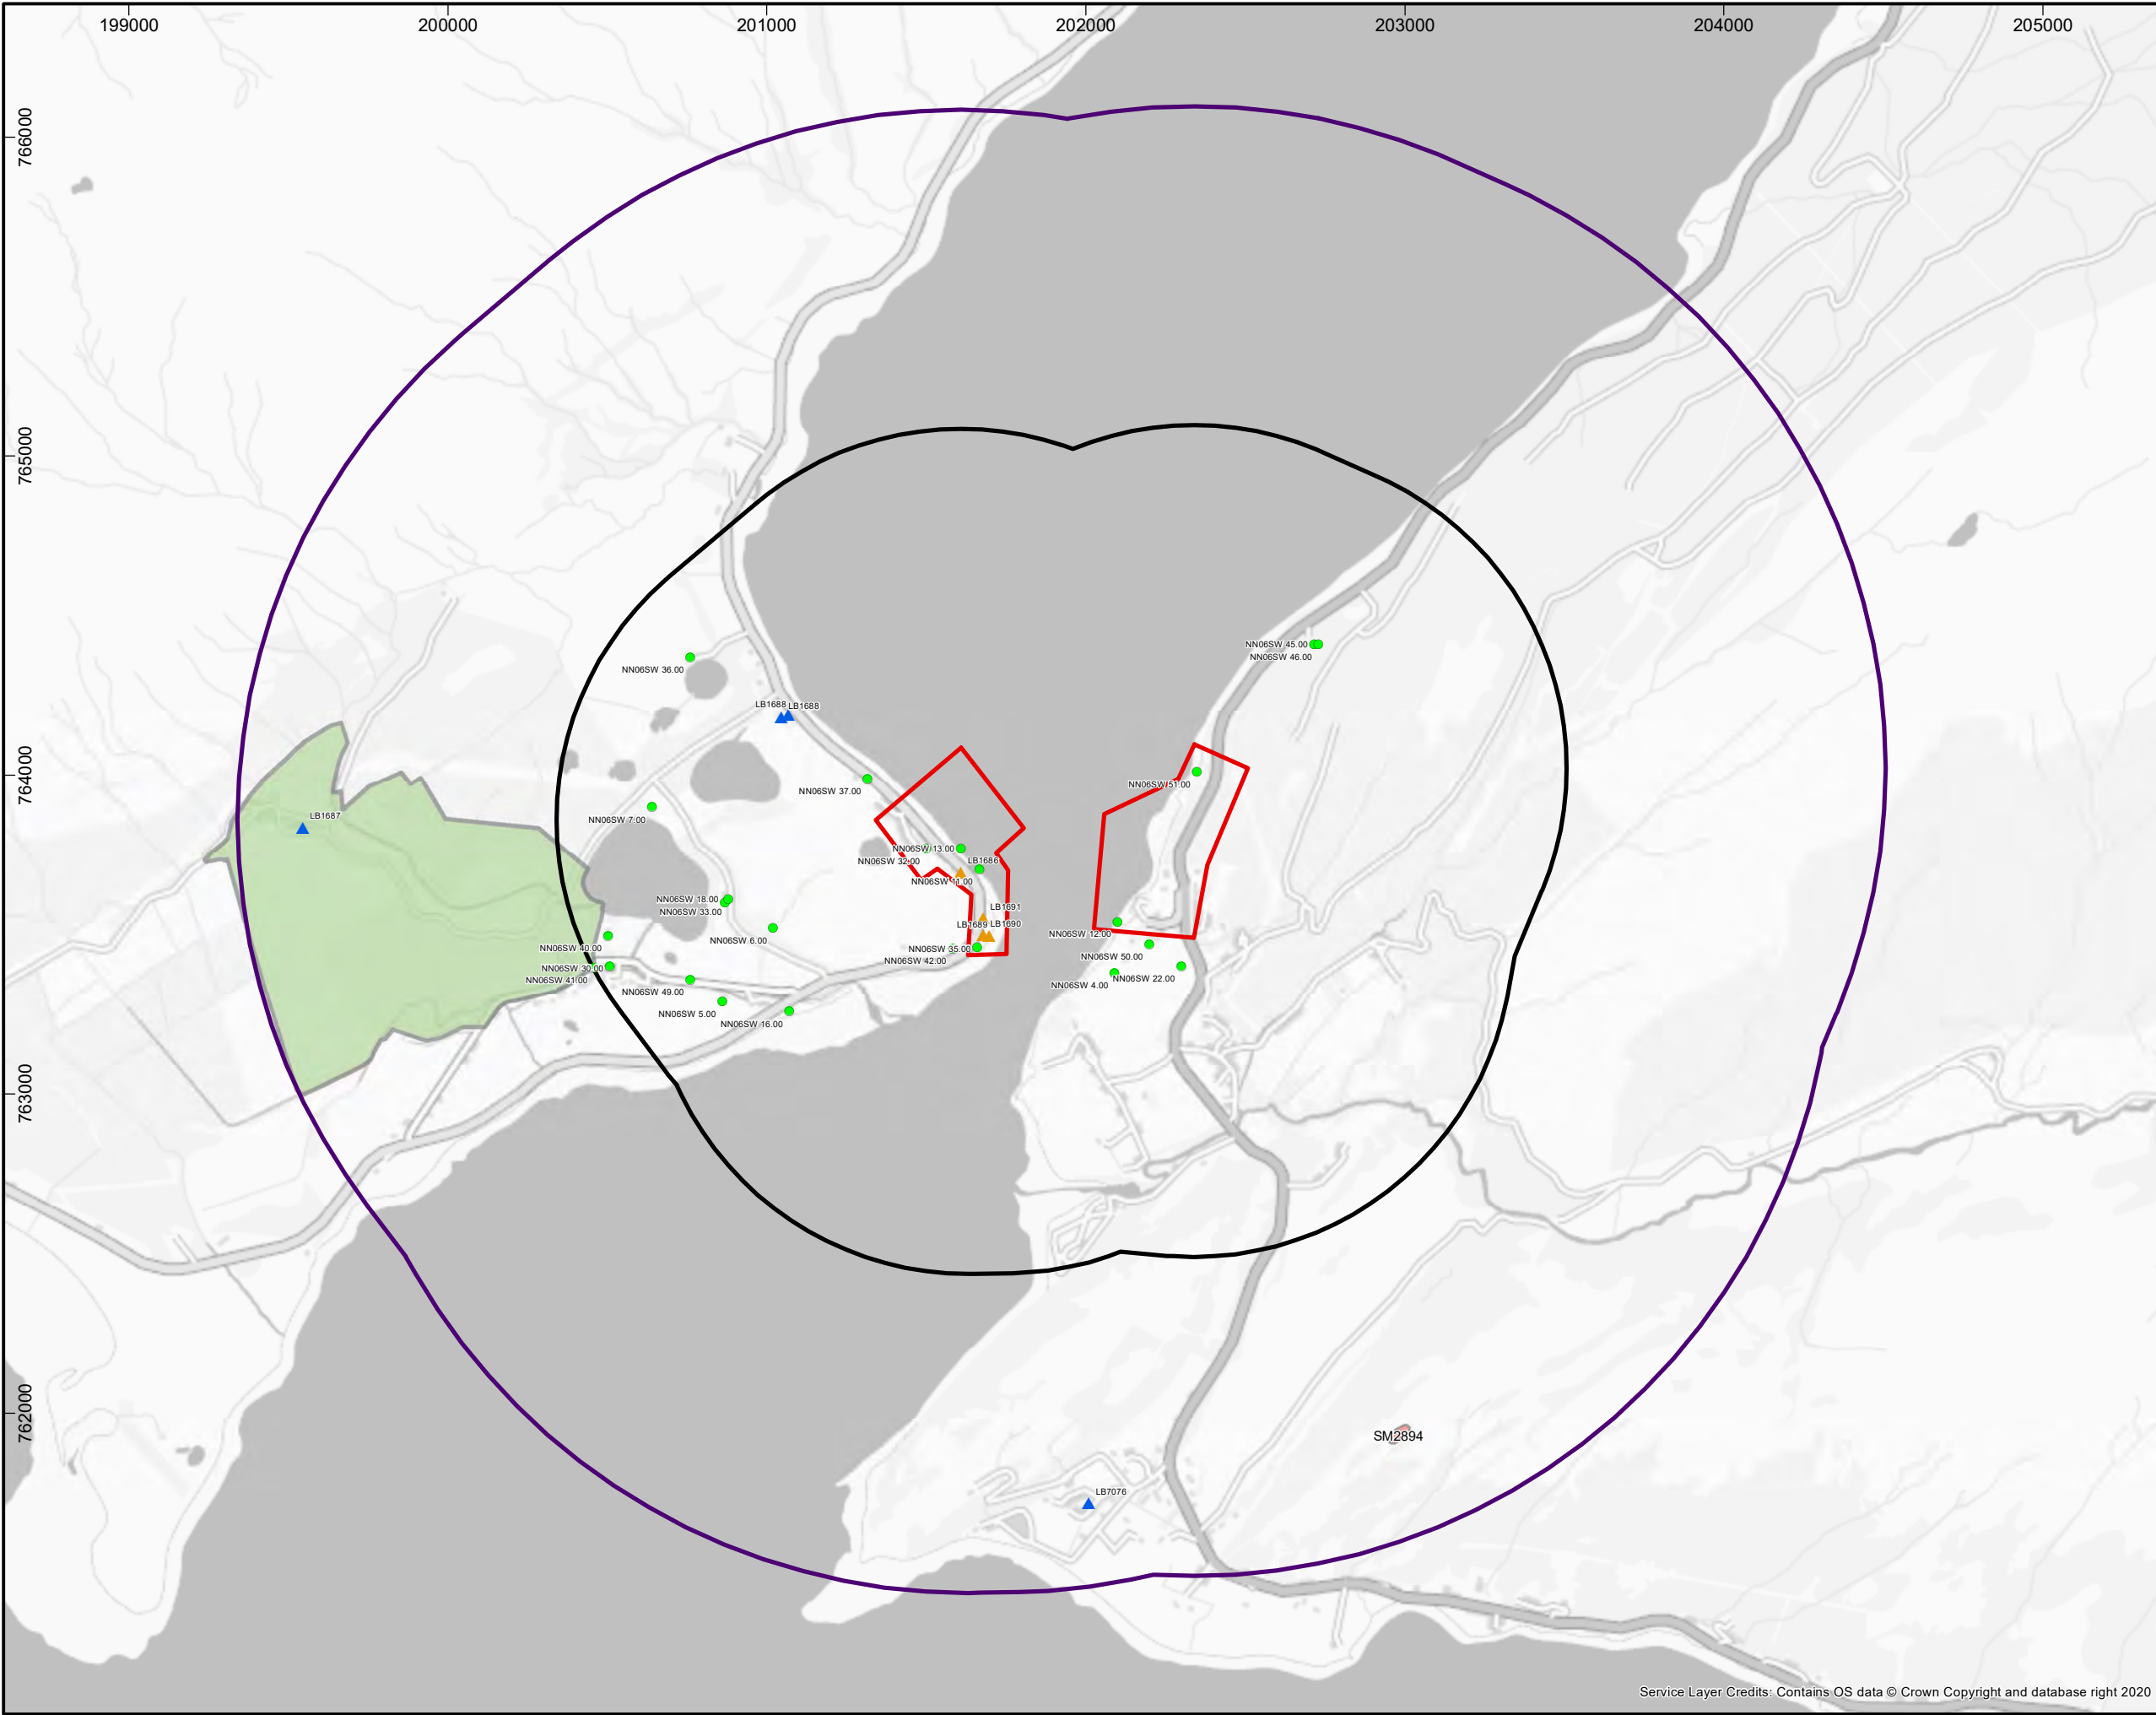 199000
200000
201000
202000
203000
204000
205000
766000
765000
NN06SW 45.00
NN06SW 46.00
NN06SW 36.00
LB1688
LB1688
764000
NN06SW 51.00
NN06SW 37.00
LB1687
NN06SW 7.00
NN06SW 13.00
NN06SW 32.00
LB1686
NN06SW 11.00
NN06SW 18.00
NN06SW 33.00
LB1691
LB1689
LB1690
NN06SW 12.00
NN06SW 6.00
NN06SW 40.00
NN06SW 35.00
NN06SW 42.00
NN06SW 50.00
NN06SW 30.00
NN06SW 41.00
NN06SW 22.00
NN06SW 4.00
NN06SW 49.00
NN06SW 5.00
NN06SW 16.00
763000
762000
SM2894
LB7076
Service Layer Credits: Contains OS data © Crown Copyright and database right 2020